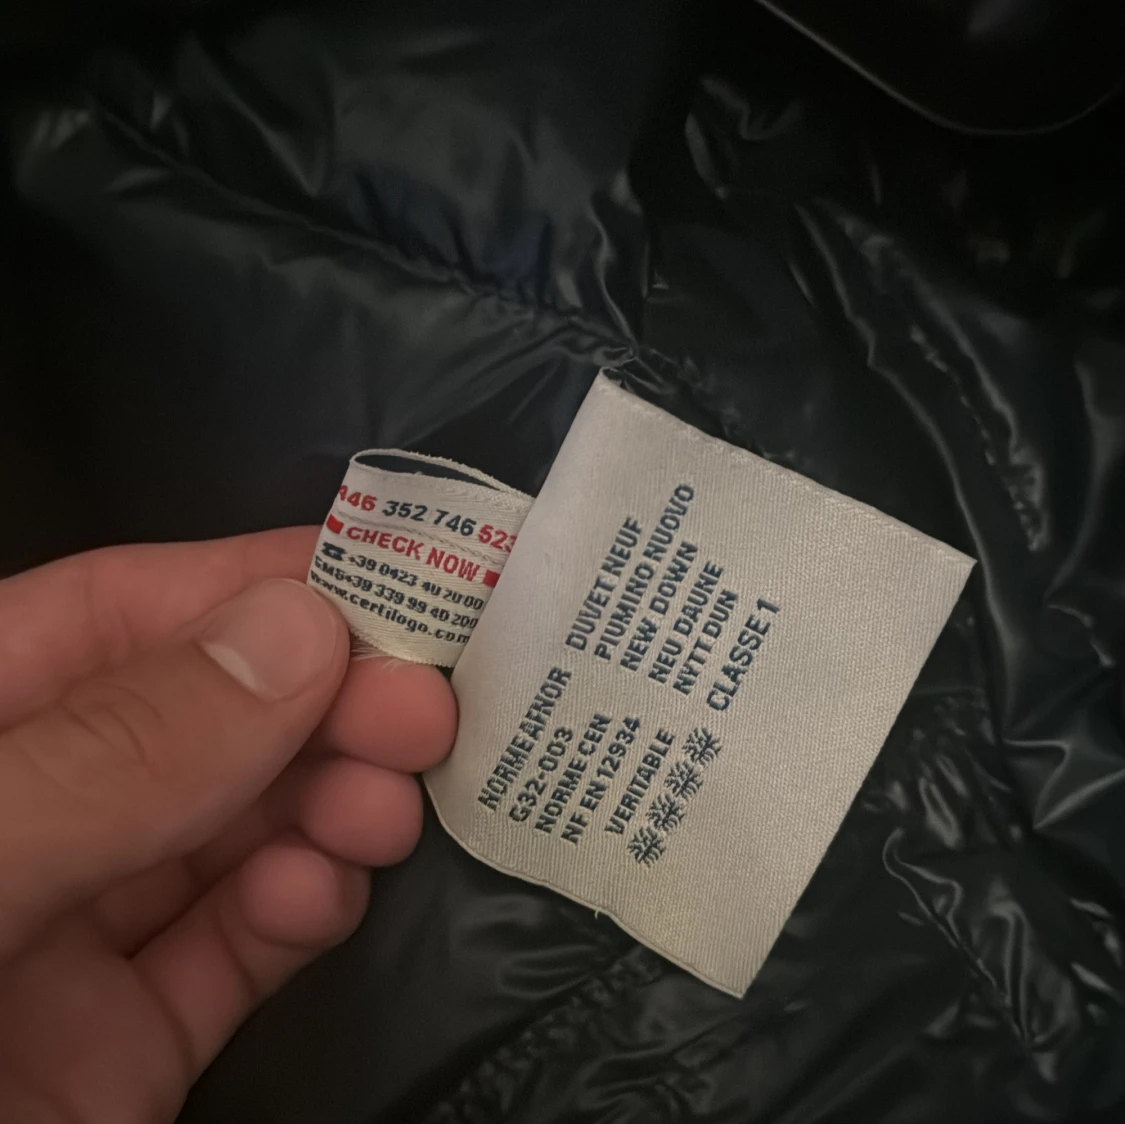 352 746 523
CHECK NOW
☎ +39 0423 40 20 00
+39 339 99 40 200
www.certilogo.com
DUVET NEUF
PIUMINO NUOVO
NEW DOWN
NEU DAUNE
NYTT DUN
CLASSE 1
NORME AFNOR
G32-003
NORME CEN
NF EN 12934
VERITABLE